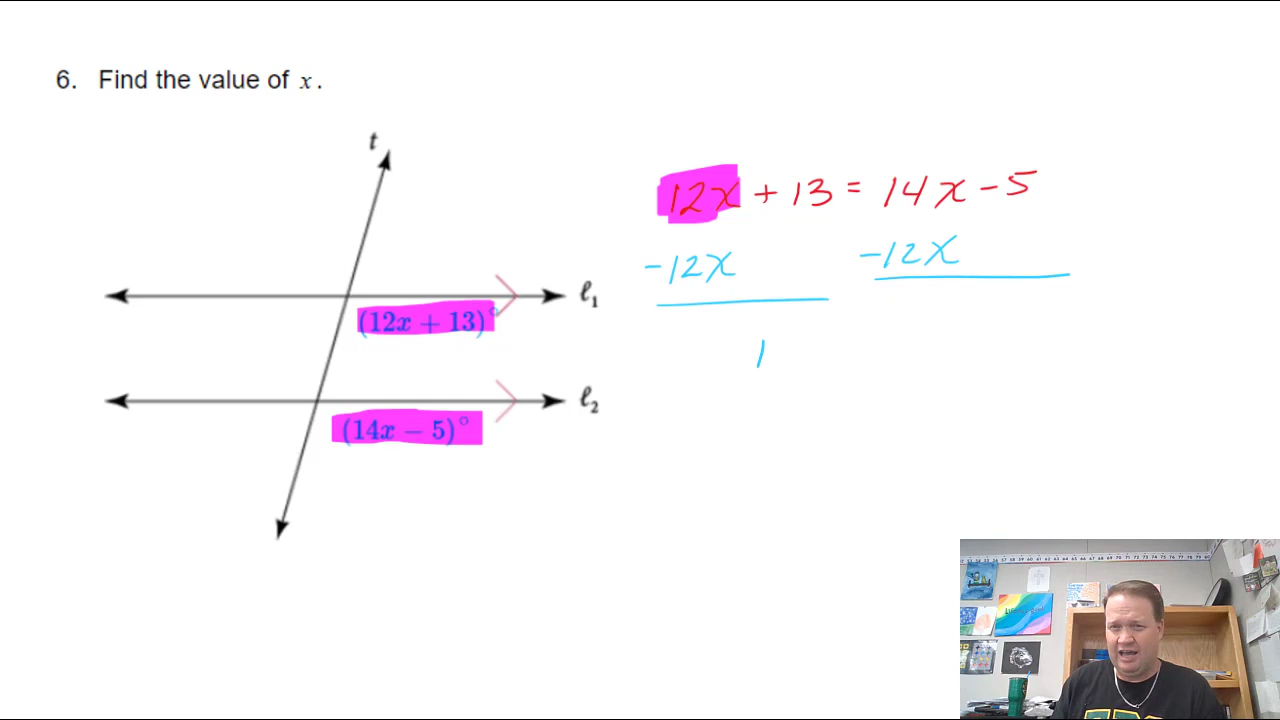 6. Find the value of x.
t
12x + 13 = 14x - 5
-12x -12x
ℓ₁
(12x + 13)°
1
ℓ₂
(14x − 5)°